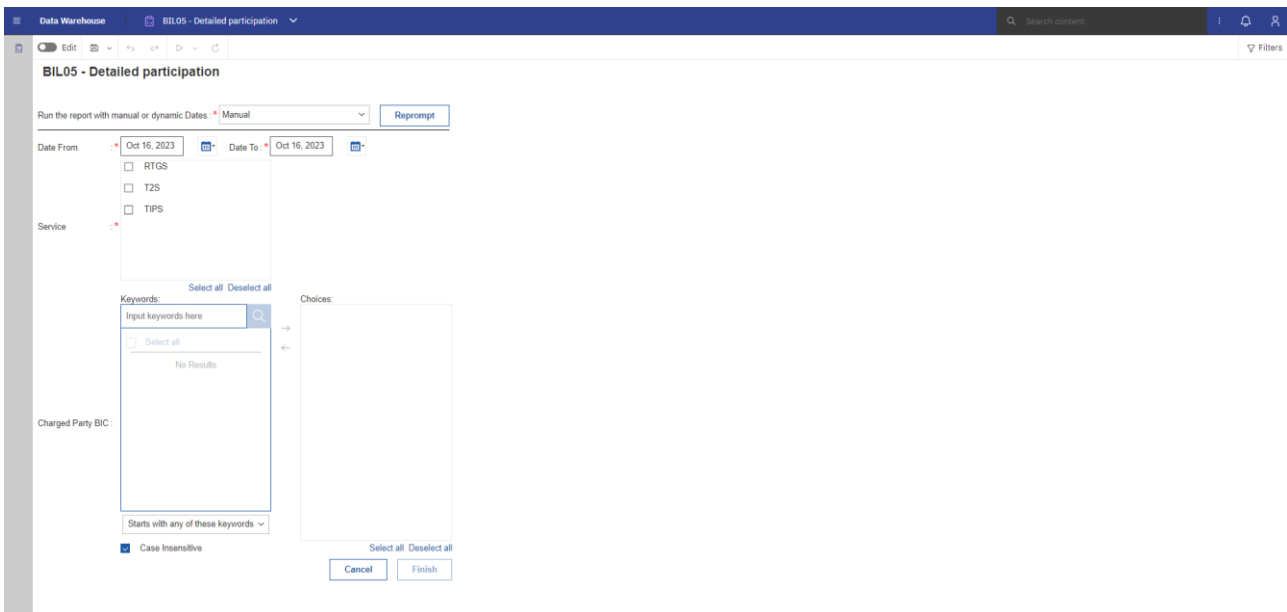 Data Warehouse BIL05 - Detailed participation Search content
Edit Filters
BIL05 - Detailed participation
Run the report with manual or dynamic Dates : * Manual Reprompt
Date From : * Oct 16, 2023 Date To : * Oct 16, 2023
RTGS
T2S
TIPS
Service : *
Select all Deselect all
Keywords: Choices:
Input keywords here
Select all
No Results
Charged Party BIC :
Starts with any of these keywords
Case Insensitive
Select all Deselect all
Cancel Finish